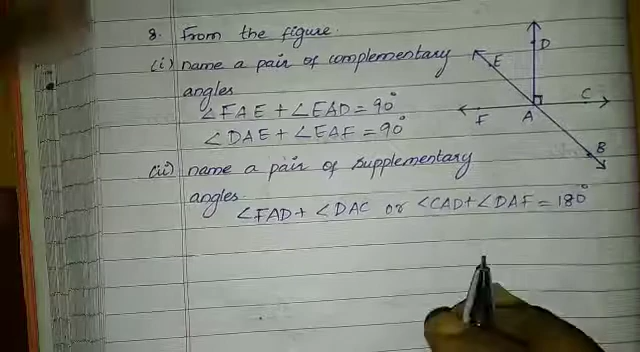 8. From the figure.
(i) name a pair of complementary
angles
∠FAE + ∠EAD = 90°
∠DAE + ∠EAF = 90°
(ii) name a pair of supplementary
angles.
∠FAD + ∠DAC or ∠CAD + ∠DAF = 180°
D
E
C
F
A
B